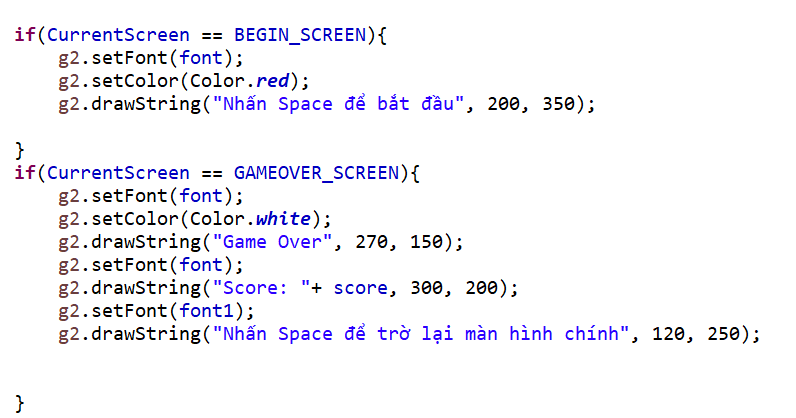 if(CurrentScreen == BEGIN_SCREEN){
g2.setFont(font);
g2.setColor(Color.red);
g2.drawString("Nhấn Space để bắt đầu", 200, 350);
}
if(CurrentScreen == GAMEOVER_SCREEN){
g2.setFont(font);
g2.setColor(Color.white);
g2.drawString("Game Over", 270, 150);
g2.setFont(font);
g2.drawString("Score: "+ score, 300, 200);
g2.setFont(font1);
g2.drawString("Nhấn Space để trờ lại màn hình chính", 120, 250);
}